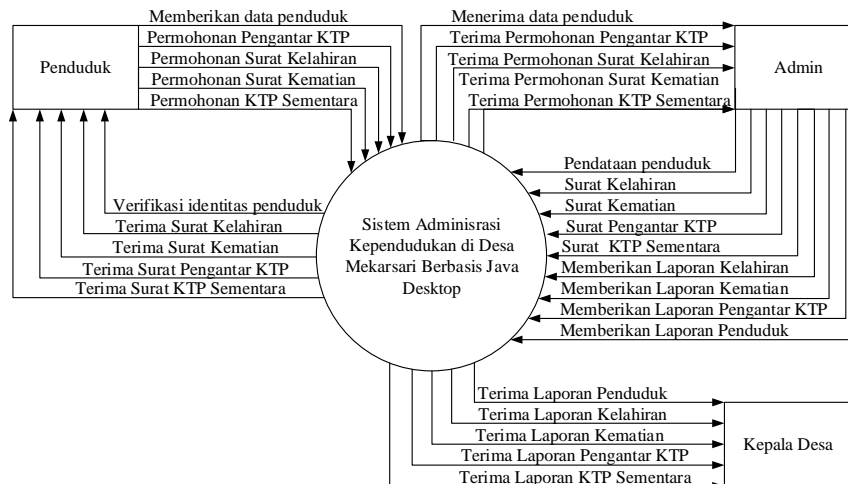 Memberikan data penduduk
Permohonan Pengantar KTP
Permohonan Surat Kelahiran
Permohonan Surat Kematian
Permohonan KTP Sementara
Penduduk
Menerima data penduduk
Terima Permohonan Pengantar KTP
Terima Permohonan Surat Kelahiran
Terima Permohonan Surat Kematian
Terima Permohonan KTP Sementara
Admin
Verifikasi identitas penduduk
Terima Surat Kelahiran
Terima Surat Kematian
Terima Surat Pengantar KTP
Terima Surat KTP Sementara
Sistem Adminisrasi
Kependudukan di Desa
Mekarsari Berbasis Java
Desktop
Pendataan penduduk
Surat Kelahiran
Surat Kematian
Surat Pengantar KTP
Surat KTP Sementara
Memberikan Laporan Kelahiran
Memberikan Laporan Kematian
Memberikan Laporan Pengantar KTP
Memberikan Laporan Penduduk
Terima Laporan Penduduk
Terima Laporan Kelahiran
Terima Laporan Kematian
Terima Laporan Pengantar KTP
Terima Laporan KTP Sementara
Kepala Desa